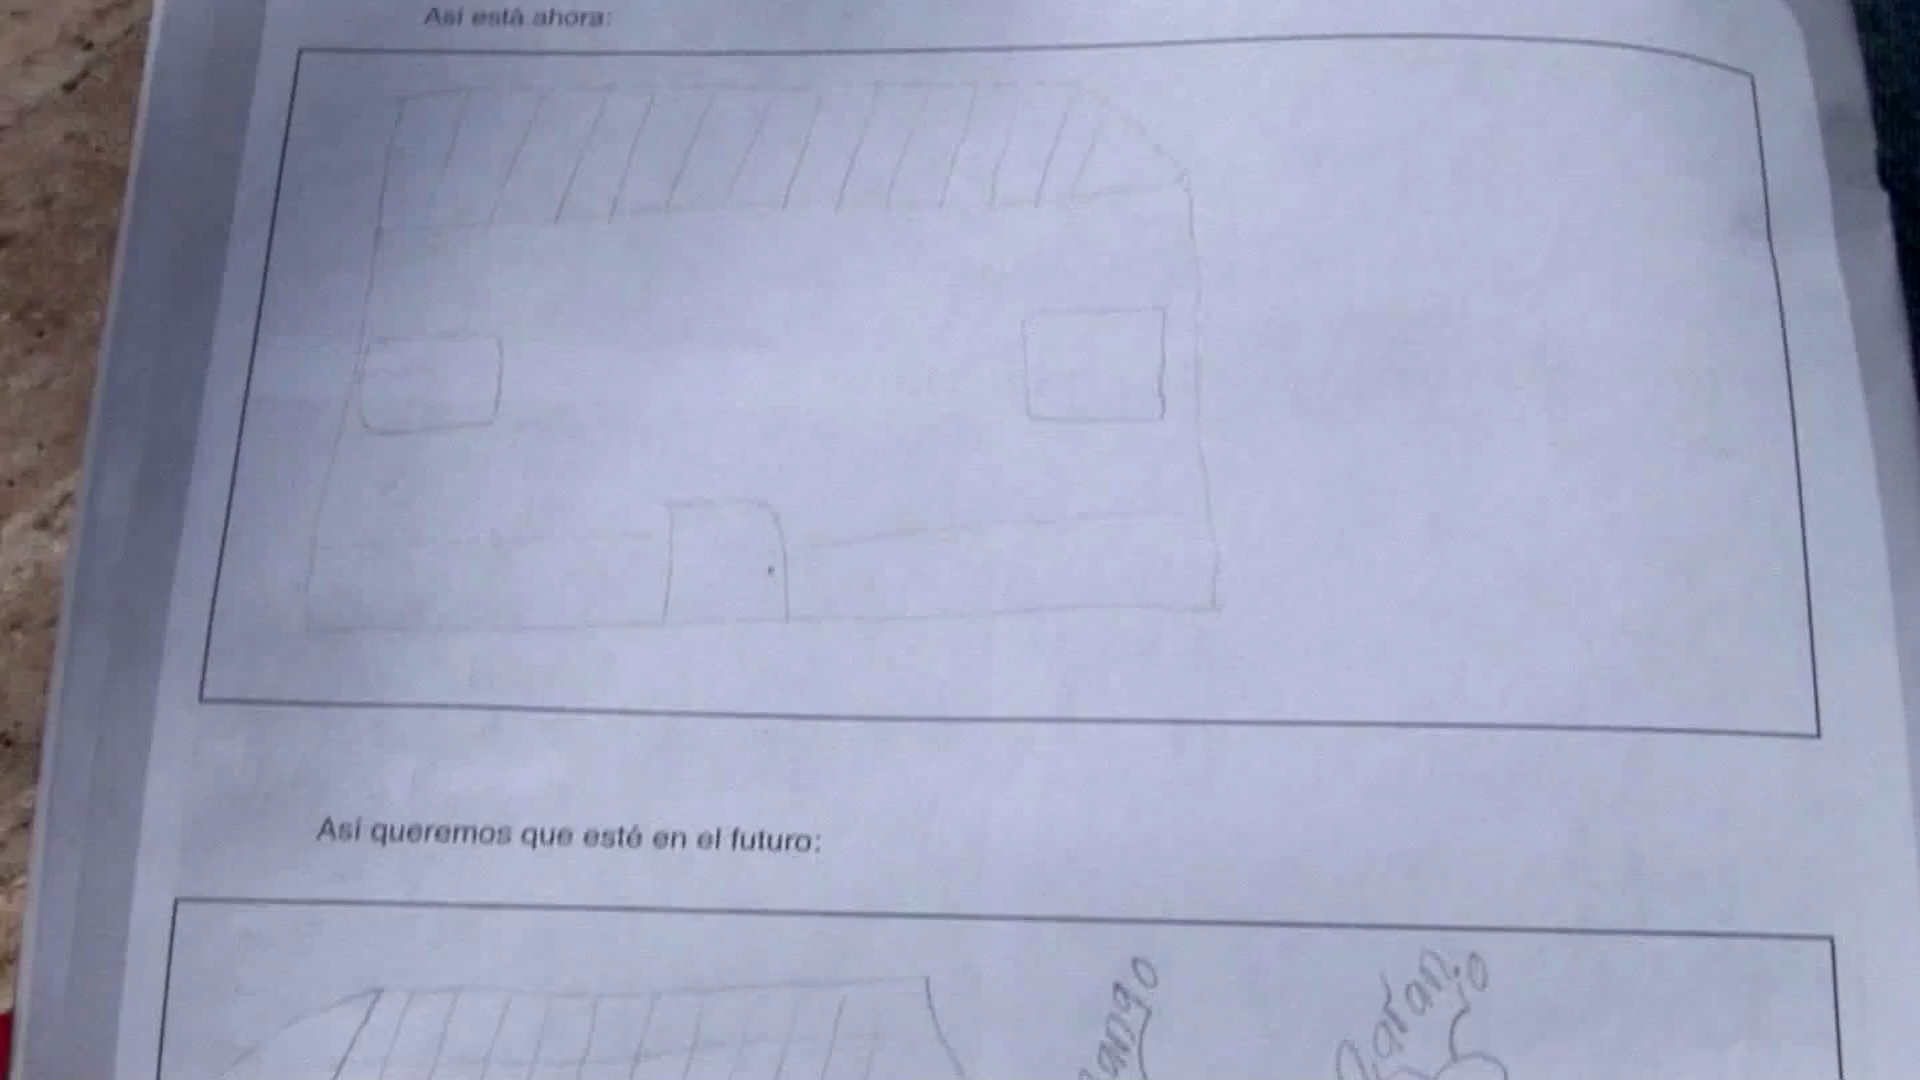 Así está ahora:
Así queremos que esté en el futuro: